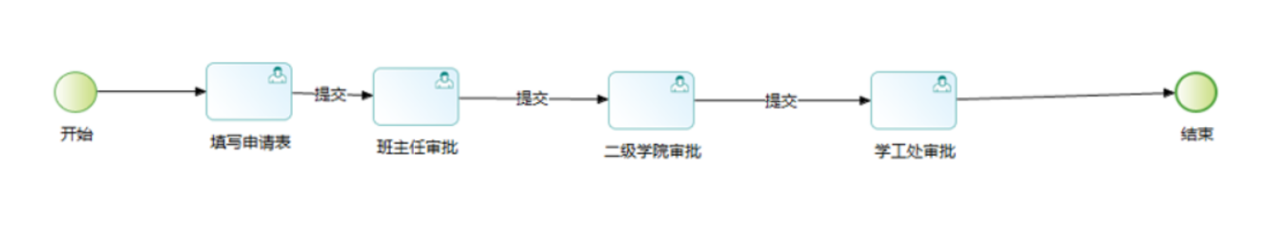 提交
提交
提交
开始
填写申请表
班主任审批
二级学院审批
学工处审批
结束